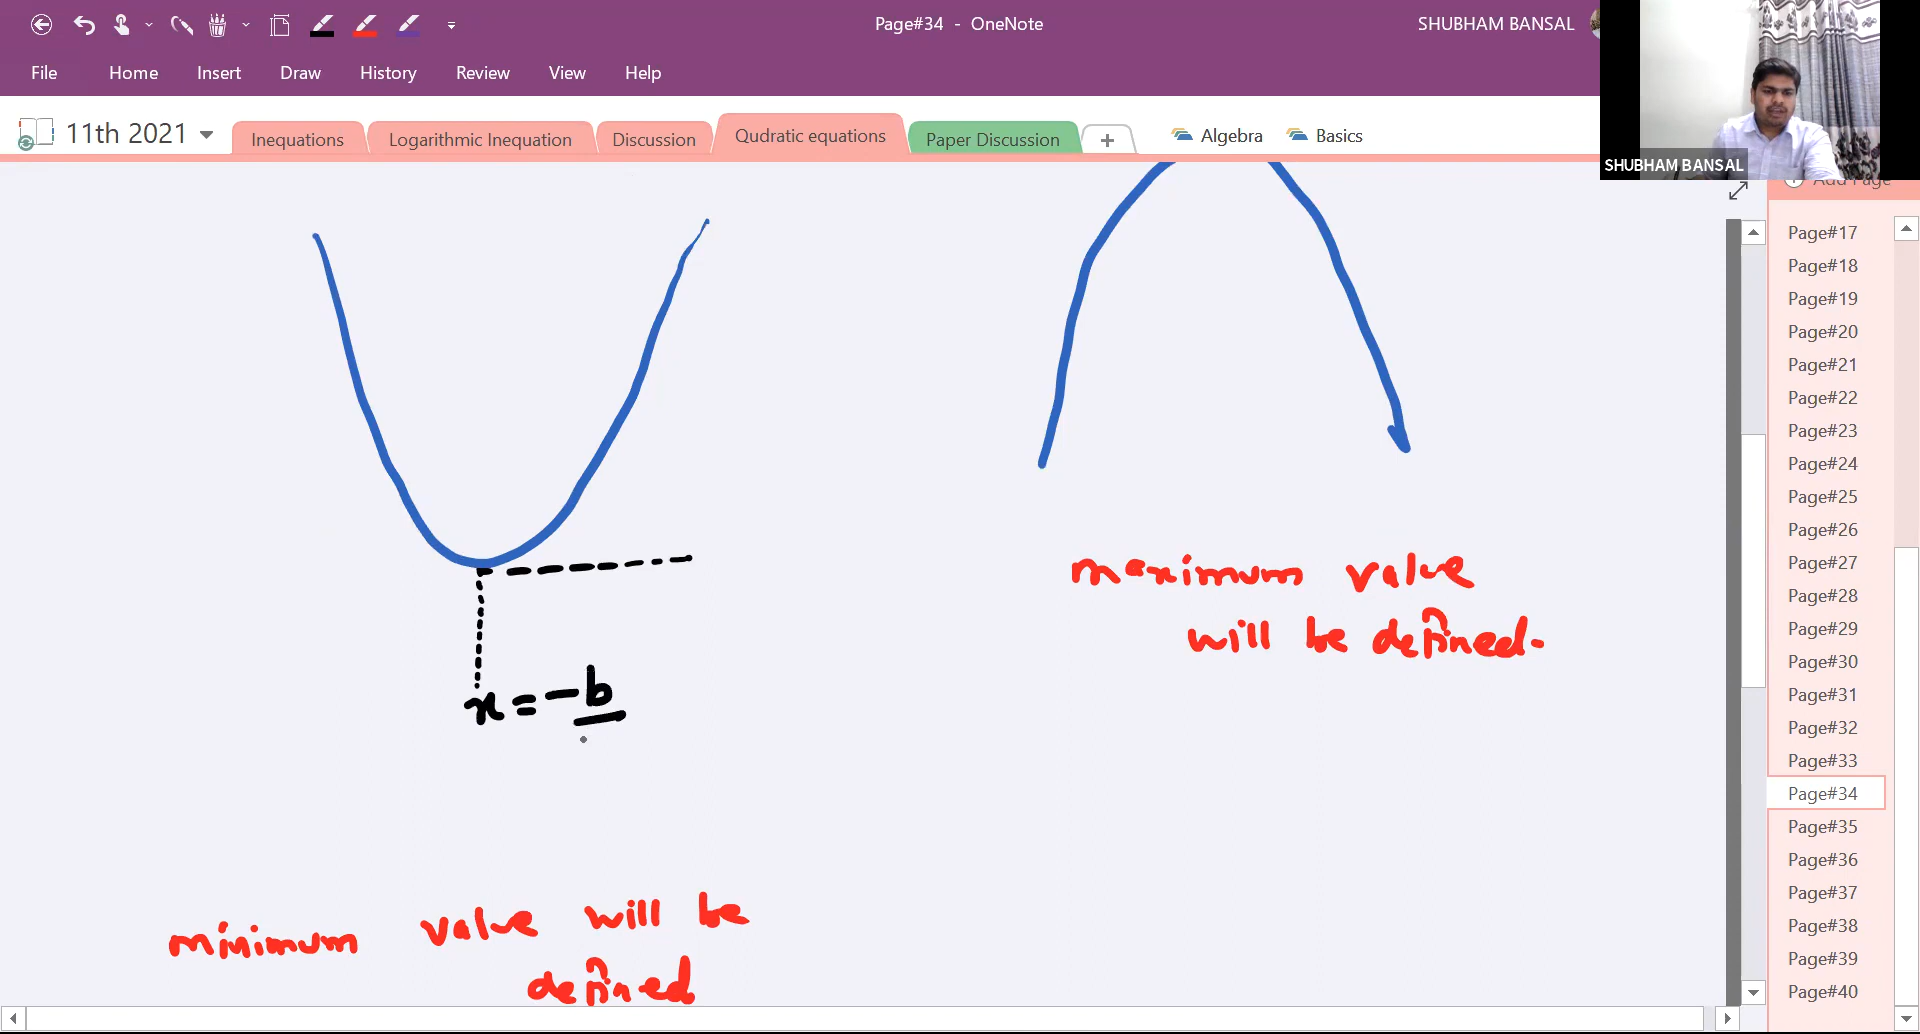 Page#34 - OneNote
SHUBHAM BANSAL
File Home Insert Draw History Review View Help
11th 2021
Inequations
Logarithmic Inequation
Discussion
Qudratic equations
Paper Discussion
+
Algebra
Basics
SHUBHAM BANSAL
Add Page
Page#17
Page#18
Page#19
Page#20
Page#21
Page#22
Page#23
Page#24
Page#25
Page#26
Page#27
Page#28
Page#29
Page#30
Page#31
Page#32
Page#33
Page#34
Page#35
Page#36
Page#37
Page#38
Page#39
Page#40
maximum value
will be defined.
x = -b
minimum value will be
defined